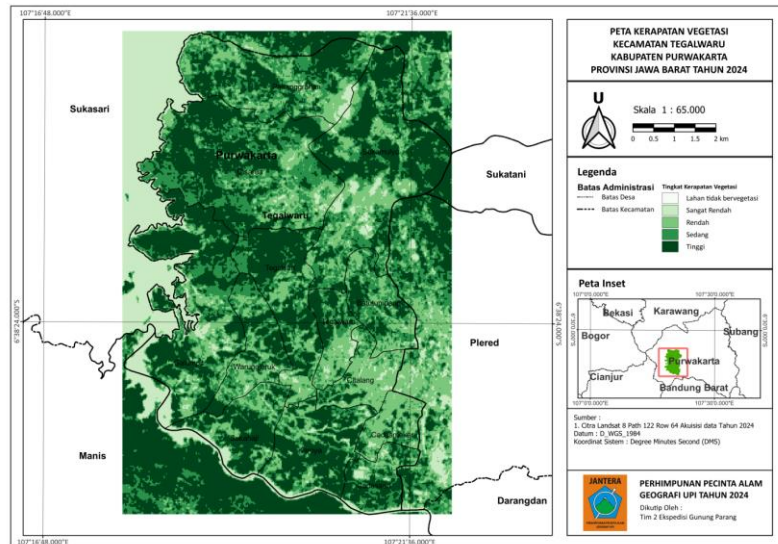 107°16'48.000"E
107°21'36.000"E
6°38'24.000"S
6°38'24.000"S
107°16'48.000"E
107°21'36.000"E
Sukasari
Purwakarta
Tegalwaru
Sukatani
Plered
Citalang
Manis
Darangdan
PETA KERAPATAN VEGETASI
KECAMATAN TEGALWARU
KABUPATEN PURWAKARTA
PROVINSI JAWA BARAT TAHUN 2024
U
Skala 1 : 65.000
0 0.5 1 1.5 2 km
Legenda
Batas Administrasi
Batas Desa
Batas Kecamatan
Tingkat Kerapatan Vegetasi
Lahan tidak bervegetasi
Sangat Rendah
Rendah
Sedang
Tinggi
Peta Inset
107°0'0.000"E
107°30'0.000"E
Bekasi
Karawang
Subang
Bogor
Purwakarta
Cianjur
Bandung Barat
107°0'0.000"E
107°30'0.000"E
Sumber :
1. Citra Landsat 8 Path 122 Row 64 Akuisisi data Tahun 2024
Datum : D_WGS_1984
Koordinat Sistem : Degree Minutes Second (DMS)
JANTERA
PERHIMPUNAN PECINTA ALAM
GEOGRAFI UPI TAHUN 2024
Dikutip Oleh :
Tim 2 Ekspedisi Gunung Parang